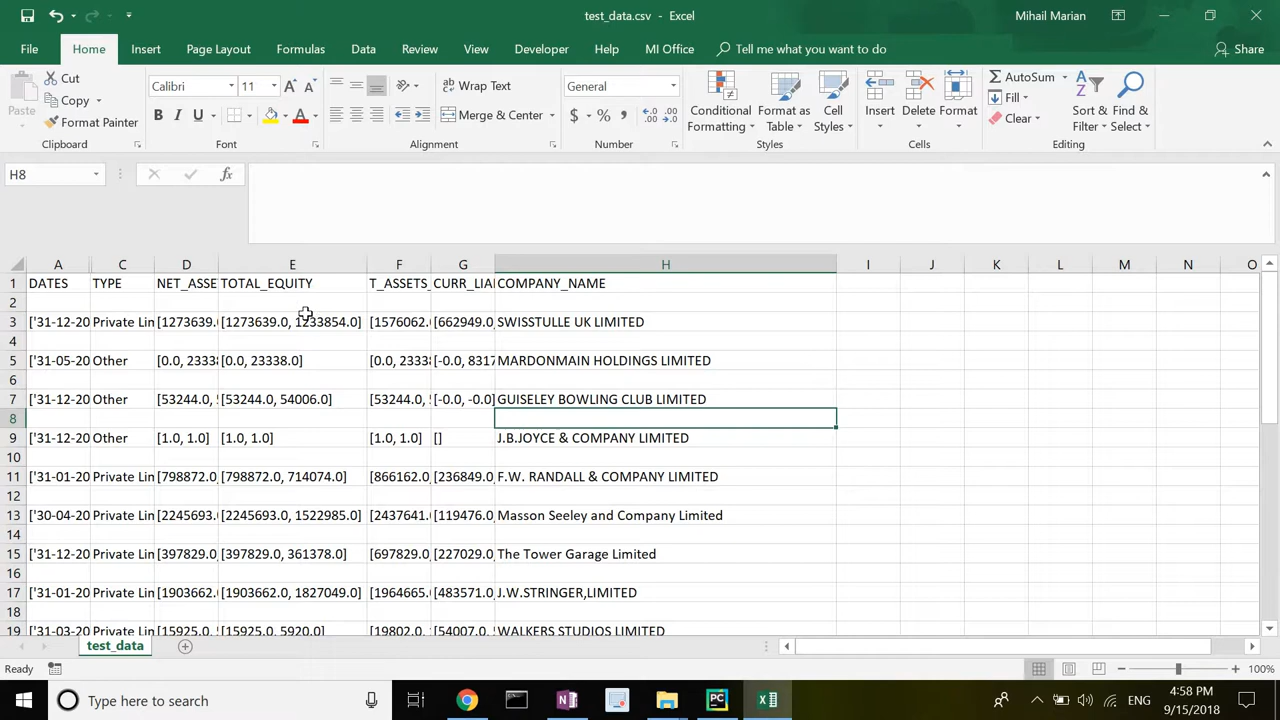 test_data.csv - Excel
Mihail Marian
File Home Insert Page Layout Formulas Data Review View Developer Help MI Office Tell me what you want to do Share
Paste
Cut
Copy
Format Painter
Clipboard
Calibri 11
B I U
Font
Wrap Text
Merge & Center
Alignment
General
$ % ,
Number
Conditional Formatting
Format as Table
Cell Styles
Styles
Insert Delete Format
Cells
AutoSum
Fill
Clear
Sort & Filter
Find & Select
Editing
H8
fx
A C D E F G H I J K L M N O
1 DATES TYPE NET_ASSE TOTAL_EQUITY T_ASSETS_ CURR_LIA COMPANY_NAME
2
3 ['31-12-20 Private Lin [1273639.0 [1273639.0, 1233854.0] [1576062. [662949.0, SWISSTULLE UK LIMITED
4
5 ['31-05-20 Other [0.0, 2333 [0.0, 23338.0] [0.0, 2333 [-0.0, 8317 MARDONMAIN HOLDINGS LIMITED
6
7 ['31-12-20 Other [53244.0, [53244.0, 54006.0] [53244.0, [-0.0, -0.0] GUISELEY BOWLING CLUB LIMITED
8
9 ['31-12-20 Other [1.0, 1.0] [1.0, 1.0] [1.0, 1.0] [] J.B.JOYCE & COMPANY LIMITED
10
11 ['31-01-20 Private Lin [798872.0, [798872.0, 714074.0] [866162.0, [236849.0, F.W. RANDALL & COMPANY LIMITED
12
13 ['30-04-20 Private Lin [2245693. [2245693.0, 1522985.0] [2437641. [119476.0, Masson Seeley and Company Limited
14
15 ['31-12-20 Private Lin [397829.0, [397829.0, 361378.0] [697829.0, [227029.0, The Tower Garage Limited
16
17 ['31-01-20 Private Lin [1903662. [1903662.0, 1827049.0] [1964665. [483571.0, J.W.STRINGER,LIMITED
18
19 ['31-03-20 Private Lin [15925.0, [15925.0, 5920.0] [19802.0, [54007.0, WALKERS STUDIOS LIMITED
test_data
Ready
100%
Type here to search
ENG
4:58 PM
9/15/2018